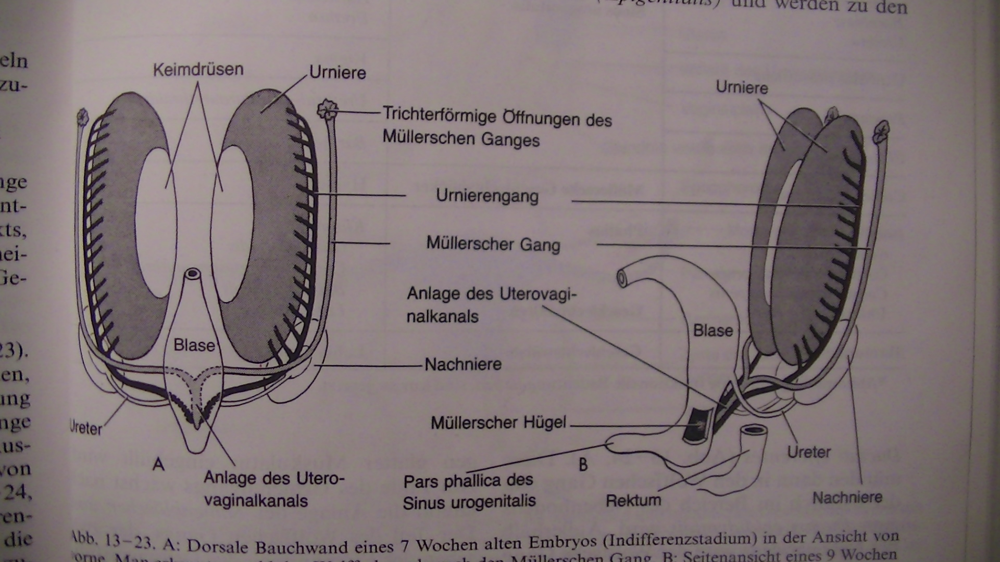 und werden zu den
eln
zu-
nge
nt-
kts,
nei-
Ge-
23).
en,
ung
nge
us-
von
24,
ren-
die
Keimdrüsen
Urniere
Trichterförmige Öffnungen des
Müllerschen Ganges
Urniere
Urnierengang
Müllerscher Gang
Anlage des Uterovagi-
nalkanals
Blase
Blase
Nachniere
Ureter
Müllerscher Hügel
Ureter
A
B
Anlage des Utero-
vaginalkanals
Pars phallica des
Sinus urogenitalis
Rektum
Nachniere
Abb. 13–23. A: Dorsale Bauchwand eines 7 Wochen alten Embryos (Indifferenzstadium) in der Ansicht von
Müllerschen Gang. B: Seitenansicht eines 9 Wochen